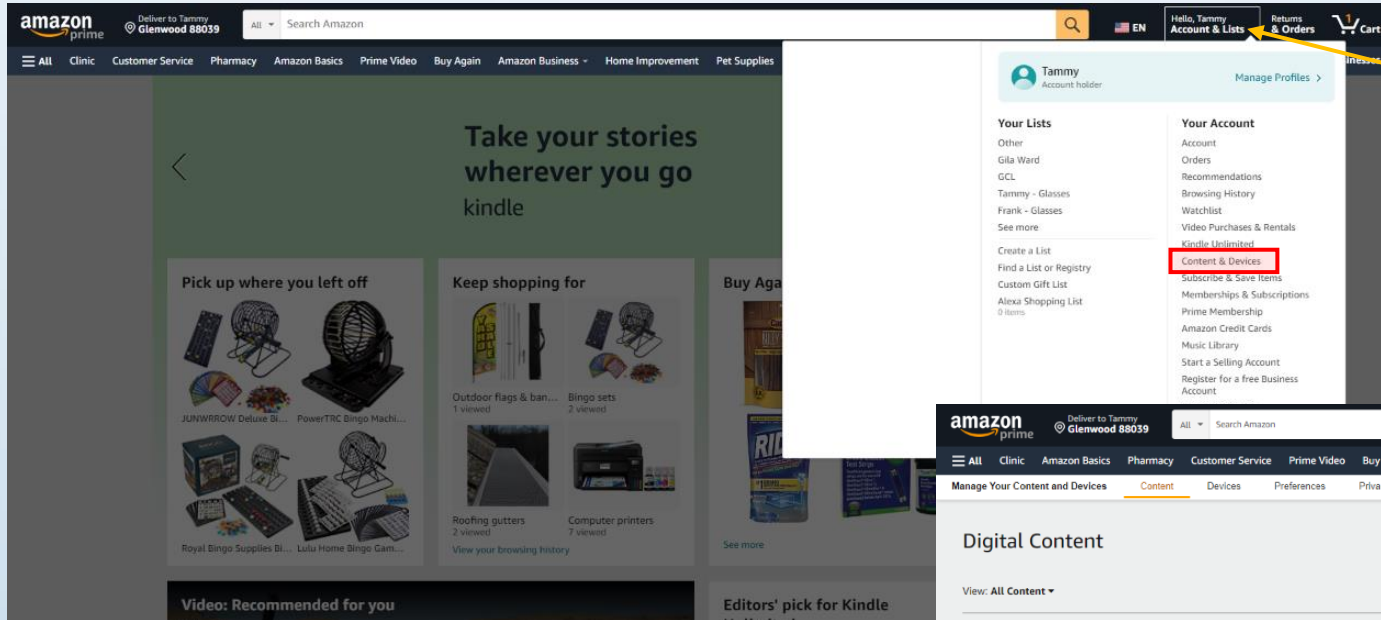 amazon
prime
Deliver to Tammy
Glenwood 88039
All
Search Amazon
EN
Hello, Tammy
Account & Lists
Returns
& Orders
1
Cart
All
Clinic
Customer Service
Pharmacy
Amazon Basics
Prime Video
Buy Again
Amazon Business
Home Improvement
Pet Supplies
Tammy
Account holder
Manage Profiles >
Your Lists
Other
Gila Ward
GCL
Tammy - Glasses
Frank - Glasses
See more
Create a List
Find a List or Registry
Custom Gift List
Alexa Shopping List
0 items
Your Account
Account
Orders
Recommendations
Browsing History
Watchlist
Video Purchases & Rentals
Kindle Unlimited
Content & Devices
Subscribe & Save Items
Memberships & Subscriptions
Prime Membership
Amazon Credit Cards
Music Library
Start a Selling Account
Register for a free Business
Account
Take your stories
wherever you go
kindle
Pick up where you left off
JUNWRROW Deluxe Bi...
PowerTRC Bingo Machi...
Royal Bingo Supplies Bi...
Lulu Home Bingo Gam...
Keep shopping for
Outdoor flags & ban...
1 viewed
Bingo sets
2 viewed
Roofing gutters
2 viewed
Computer printers
7 viewed
View your browsing history
Buy Aga
RID
Test Strips
See more
Video: Recommended for you
Editors' pick for Kindle
amazon
prime
Deliver to Tammy
Glenwood 88039
All
Search Amazon
All
Clinic
Amazon Basics
Pharmacy
Customer Service
Prime Video
Buy
Manage Your Content and Devices
Content
Devices
Preferences
Priva
Digital Content
View: All Content